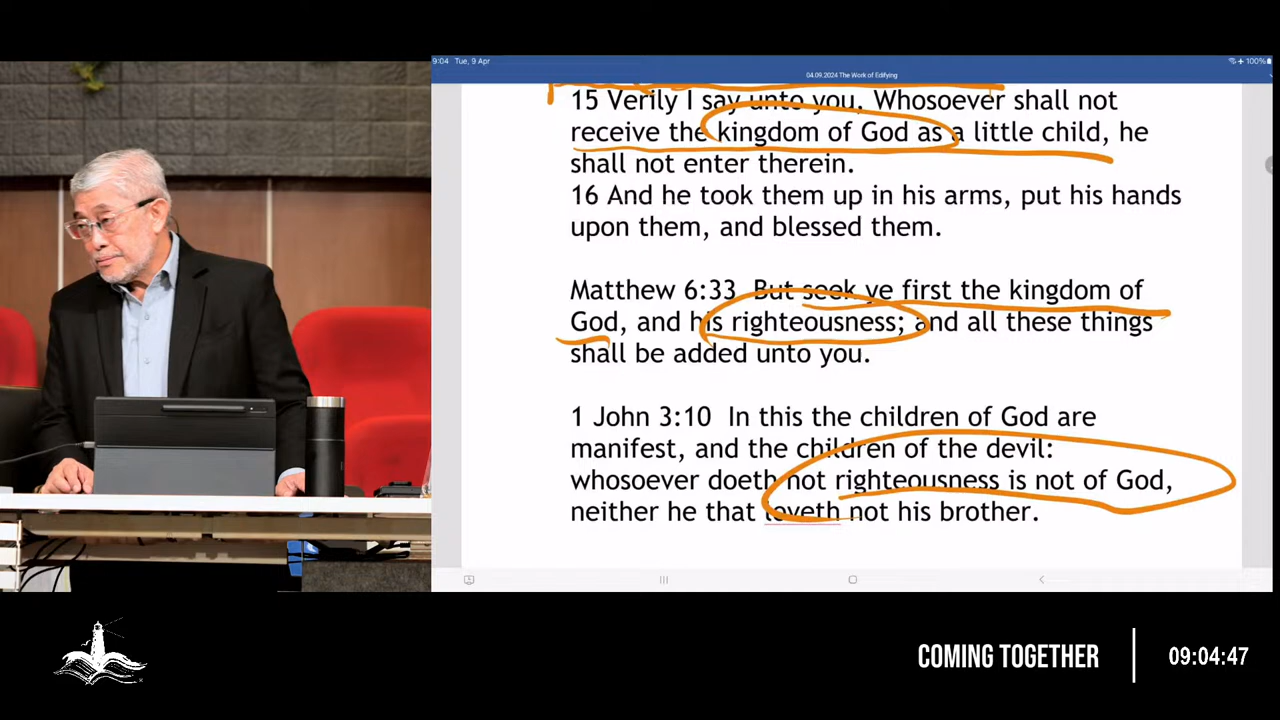 9:04 Tue, 9 Apr
100%
04.09.2024 The Work of Edifying
15 Verily I say unto you, Whosoever shall not
receive the kingdom of God as a little child, he
shall not enter therein.
16 And he took them up in his arms, put his hands
upon them, and blessed them.
Matthew 6:33 But seek ye first the kingdom of
God, and his righteousness; and all these things
shall be added unto you.
1 John 3:10 In this the children of God are
manifest, and the children of the devil:
whosoever doeth not righteousness is not of God,
neither he that loveth not his brother.
COMING TOGETHER
09:04:47